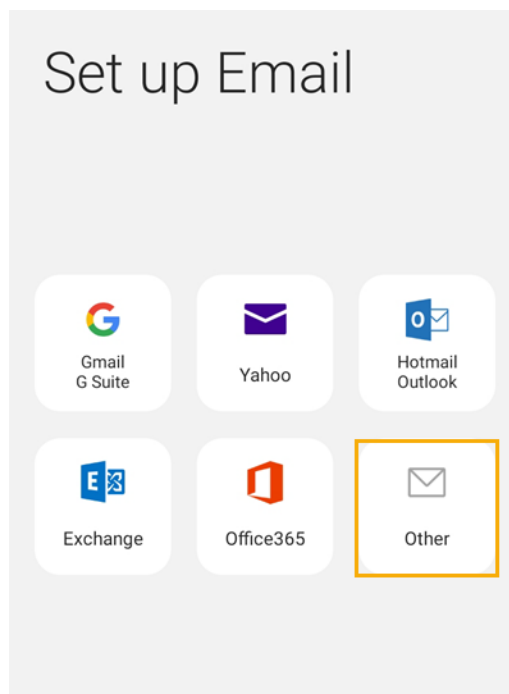 Set up Email
Gmail
G Suite
Yahoo
Hotmail
Outlook
Exchange
Office365
Other